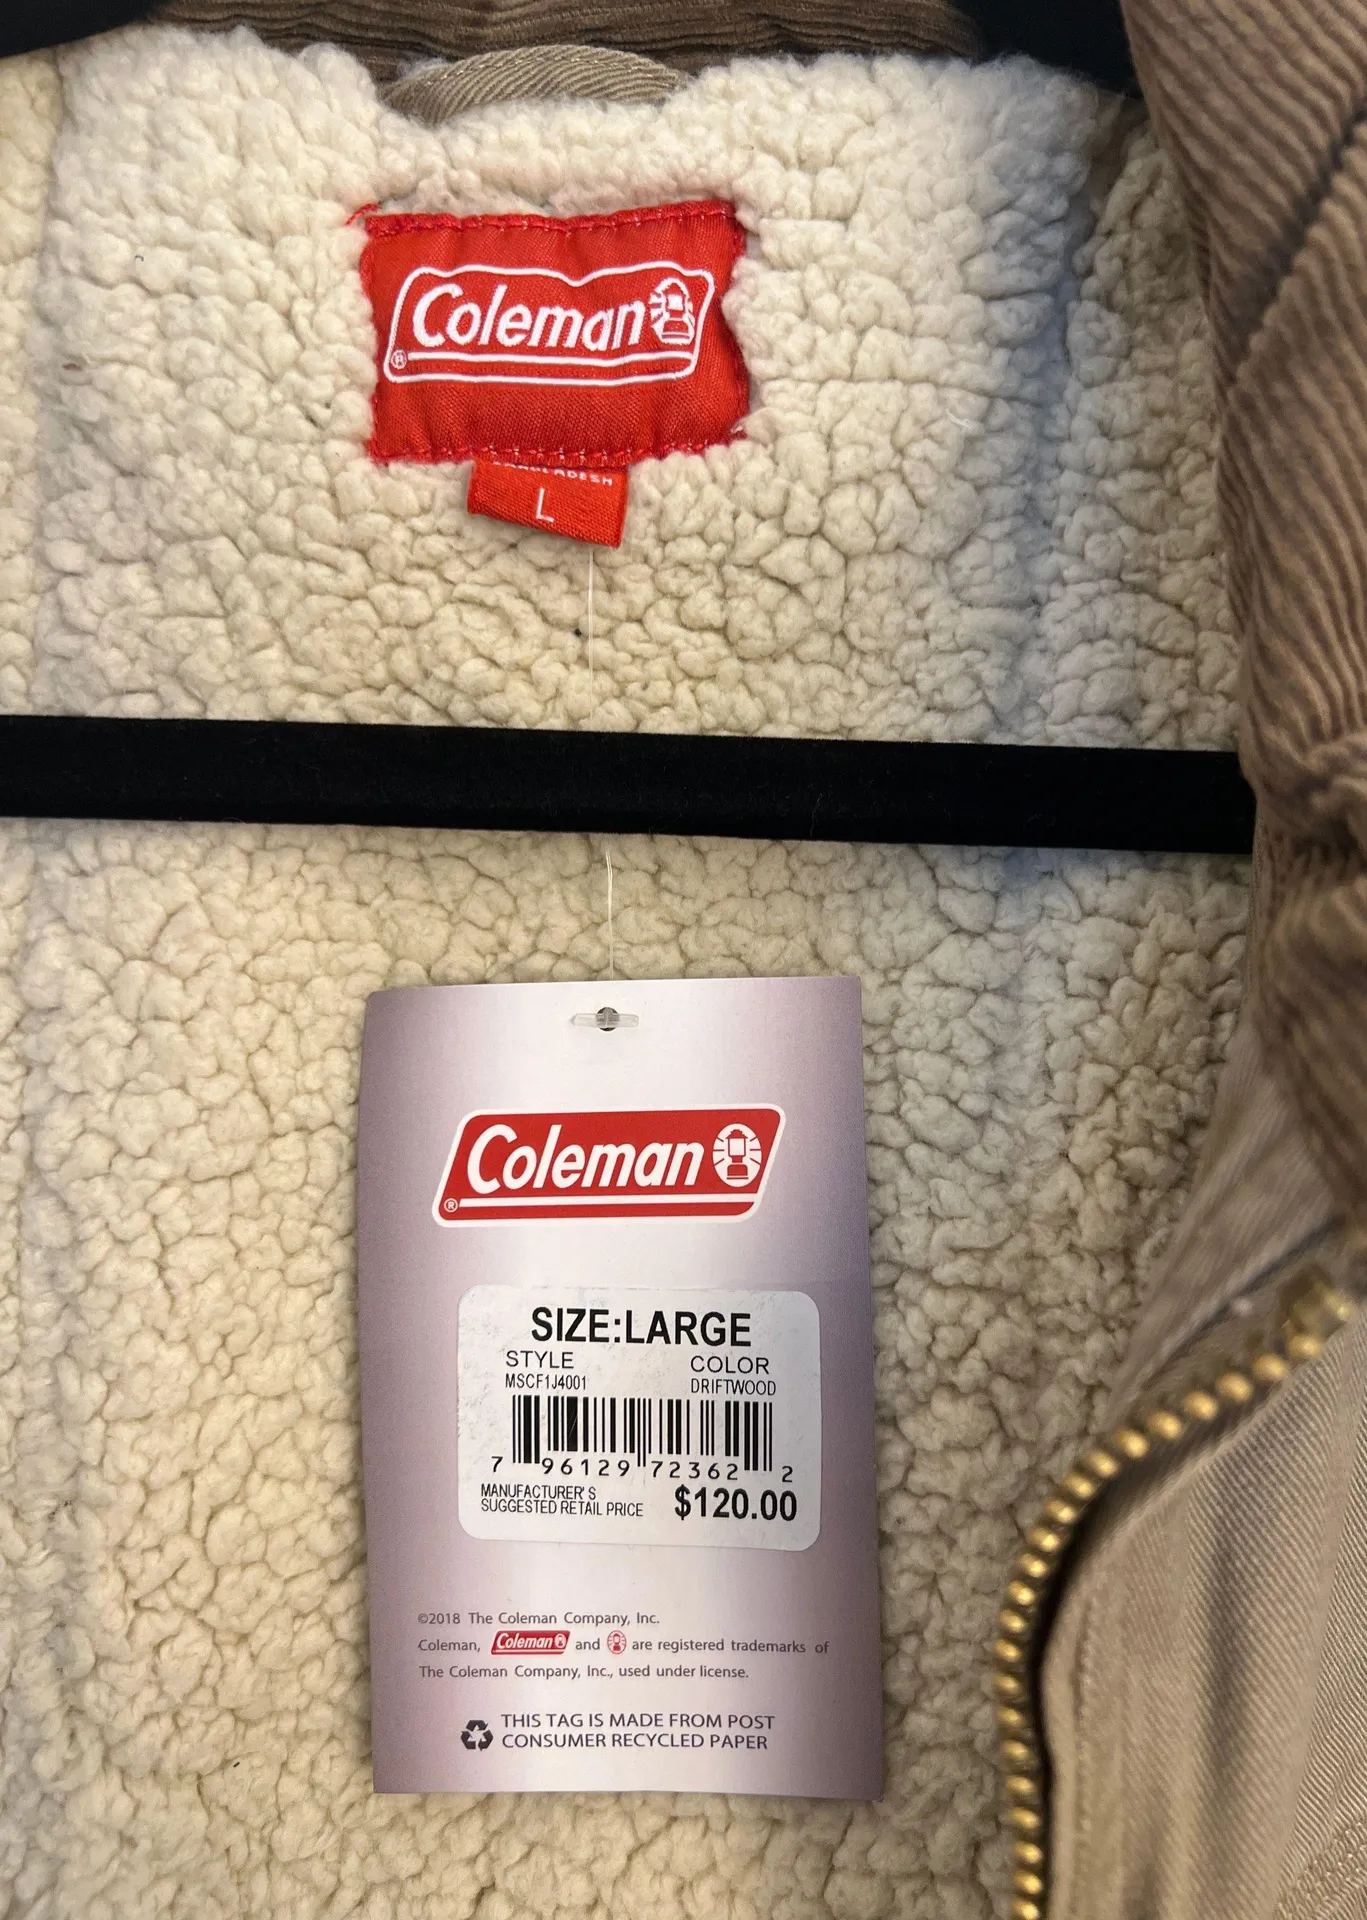 Coleman
®
BANGLADESH
L
Coleman
®
SIZE:LARGE
STYLE COLOR
MSCF1J4001 DRIFTWOOD
7 96129 72362 2
MANUFACTURER'S
SUGGESTED RETAIL PRICE $120.00
©2018 The Coleman Company, Inc.
Coleman, Coleman and are registered trademarks of
The Coleman Company, Inc., used under license.
THIS TAG IS MADE FROM POST
CONSUMER RECYCLED PAPER